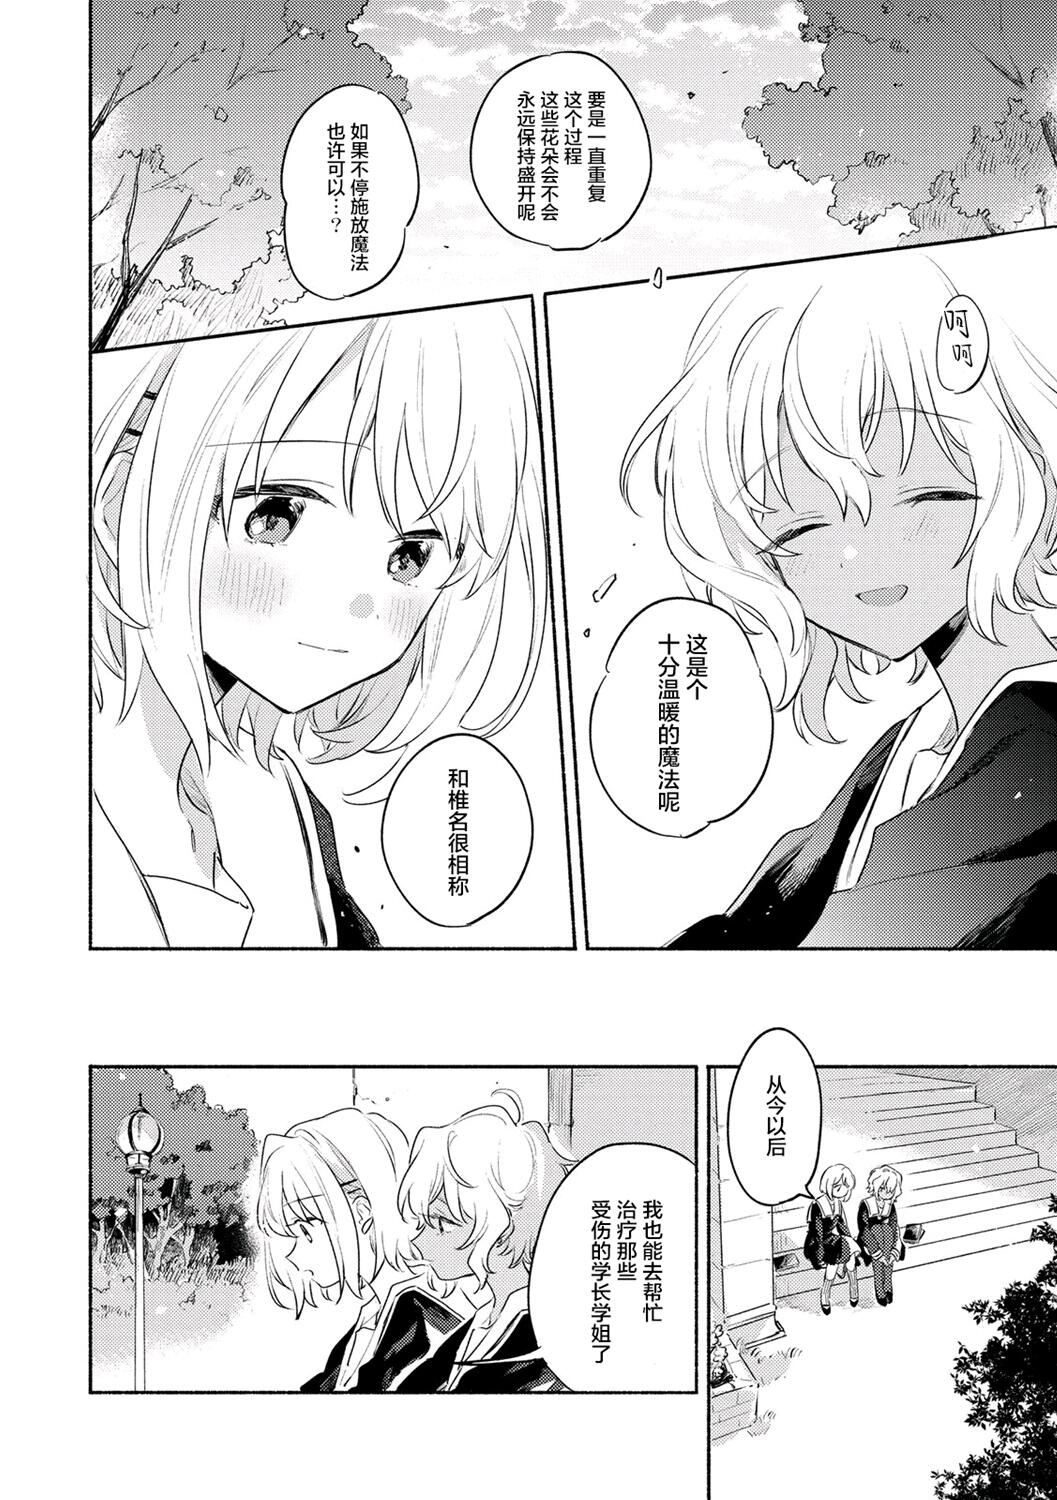 要是一直重复
这个过程
这些花朵会不会
永远保持盛开呢
如果不停施放魔法
也许可以…?
呵呵
这是个
十分温暖的魔法呢
和椎名很相称
从今以后
我也能去帮忙
治疗那些
受伤的学长学姐了